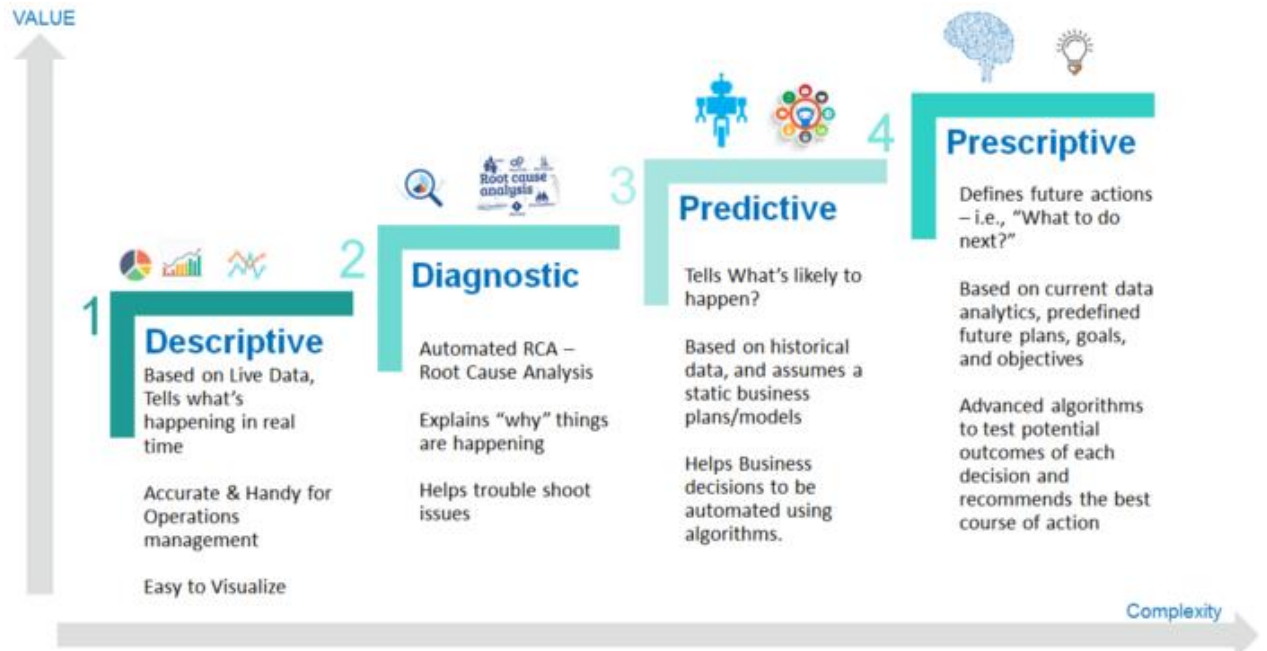 VALUE
1
Descriptive
Based on Live Data,
Tells what's
happening in real
time
Accurate & Handy for
Operations
management
Easy to Visualize
2
Root cause
analysis
Diagnostic
Automated RCA –
Root Cause Analysis
Explains “why” things
are happening
Helps trouble shoot
issues
3
Predictive
Tells What's likely to
happen?
Based on historical
data, and assumes a
static business
plans/models
Helps Business
decisions to be
automated using
algorithms.
4
Prescriptive
Defines future actions
– i.e., “What to do
next?”
Based on current data
analytics, predefined
future plans, goals,
and objectives
Advanced algorithms
to test potential
outcomes of each
decision and
recommends the best
course of action
Complexity